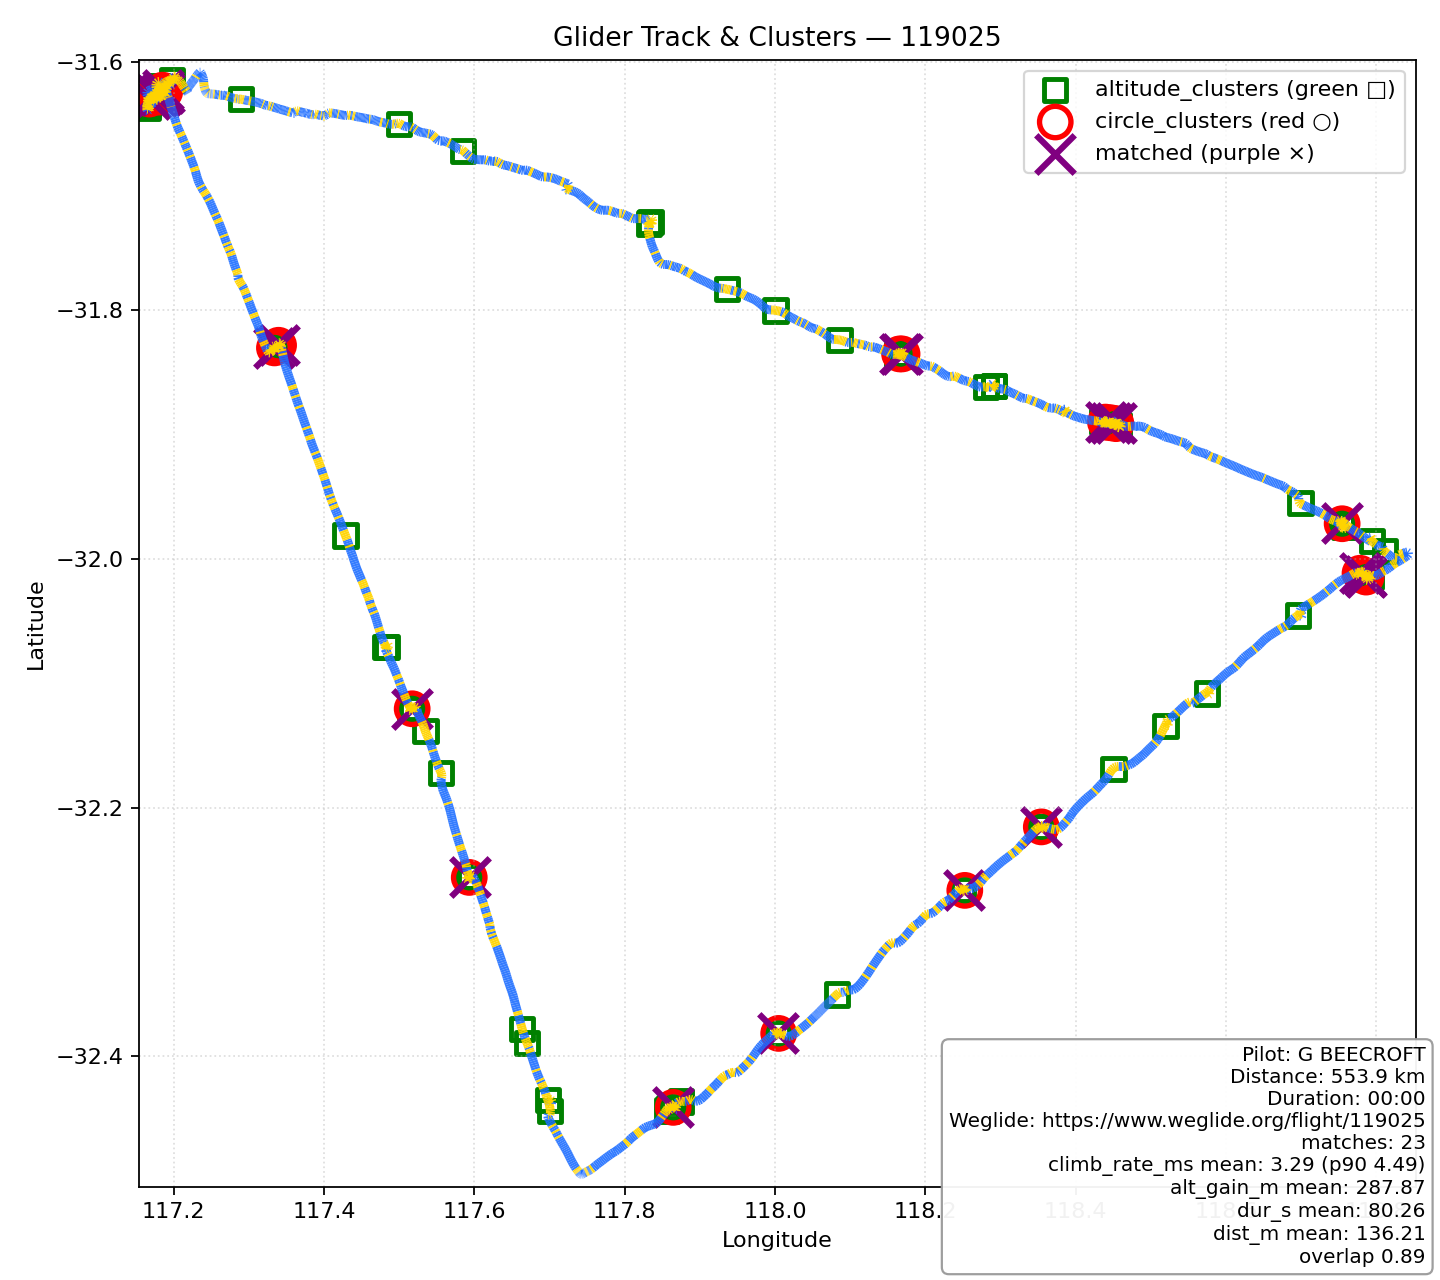 Glider Track & Clusters — 119025
altitude_clusters (green □)
circle_clusters (red ○)
matched (purple ×)
−31.6
−31.8
−32.0
−32.2
−32.4
Latitude
117.2
117.4
117.6
117.8
118.0
118.2
118.4
Longitude
Pilot: G BEECROFT
Distance: 553.9 km
Duration: 00:00
Weglide: https://www.weglide.org/flight/119025
matches: 23
climb_rate_ms mean: 3.29 (p90 4.49)
alt_gain_m mean: 287.87
dur_s mean: 80.26
dist_m mean: 136.21
overlap 0.89